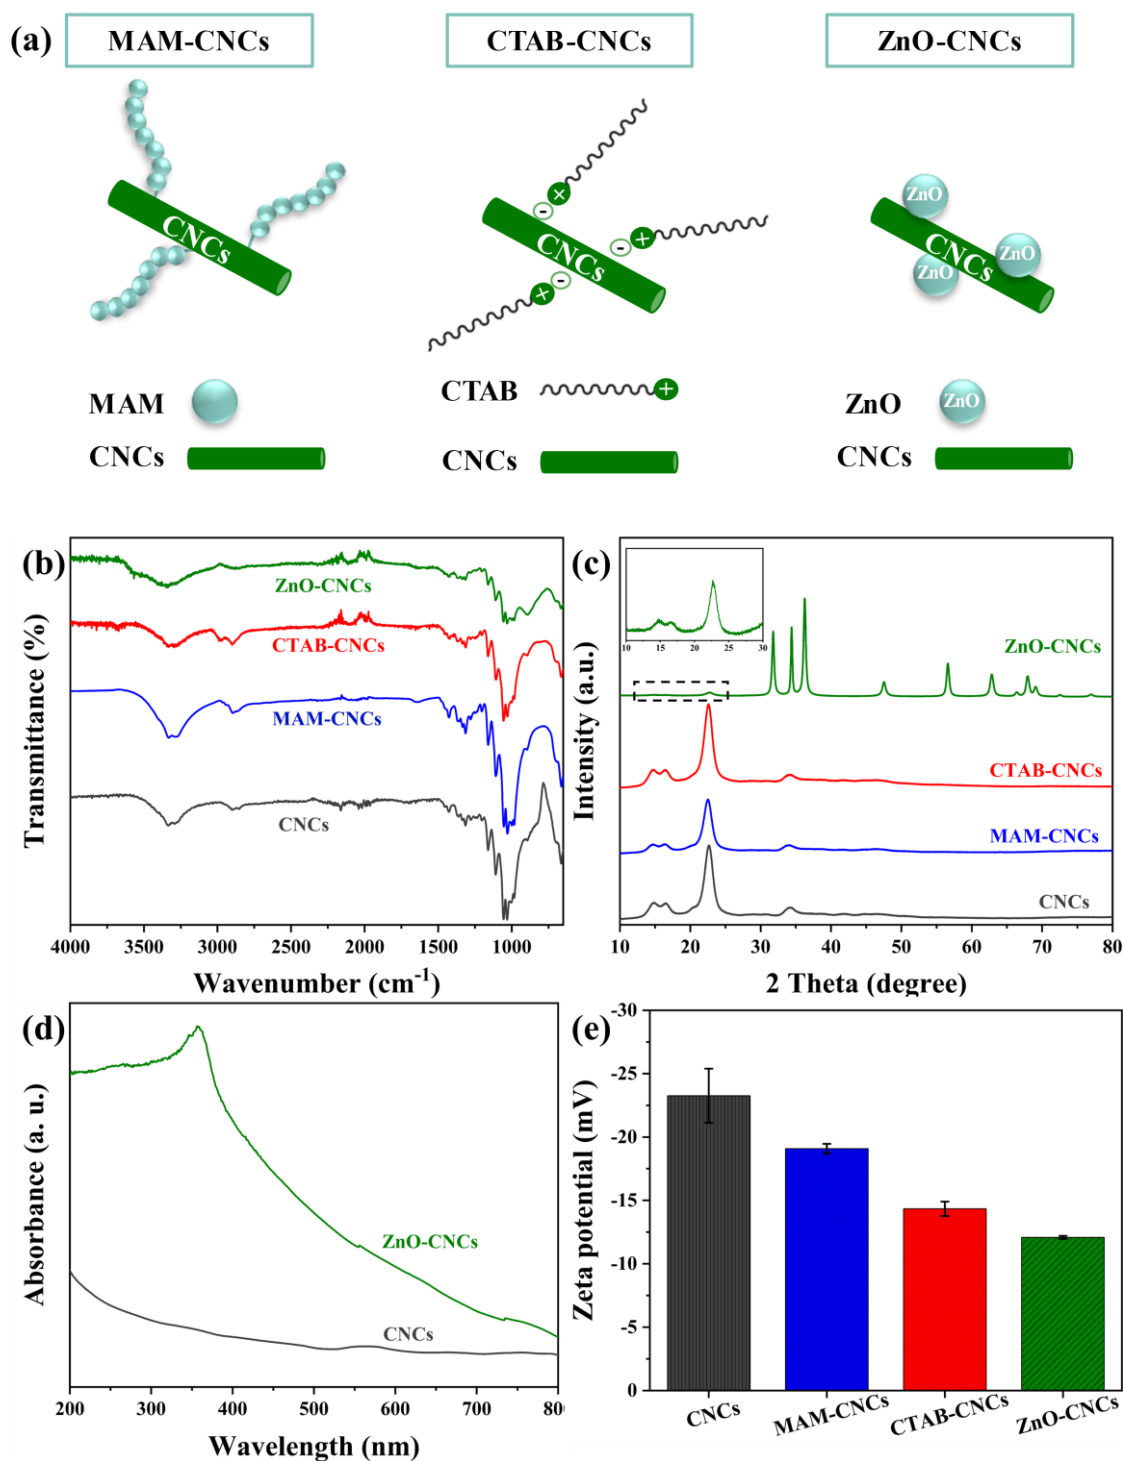 (a)
MAM-CNCs
CTAB-CNCs
ZnO-CNCs
CNCs
+
-
CNCs
-
+
-
+
ZnO
CNCs
ZnO
ZnO
MAM
CNCs
CTAB
+
CNCs
ZnO
ZnO
CNCs
(b)
Transmittance (%)
ZnO-CNCs
CTAB-CNCs
MAM-CNCs
CNCs
4000 3500 3000 2500 2000 1500 1000
Wavenumber (cm⁻¹)
(c)
Intensity (a.u.)
10 15 20 25 30
ZnO-CNCs
CTAB-CNCs
MAM-CNCs
CNCs
10 20 30 40 50 60 70 80
2 Theta (degree)
(d)
Absorbance (a. u.)
ZnO-CNCs
CNCs
200 300 400 500 600 700 800
Wavelength (nm)
(e)
Zeta potential (mV)
-30
-25
-20
-15
-10
-5
0
CNCs
MAM-CNCs
CTAB-CNCs
ZnO-CNCs